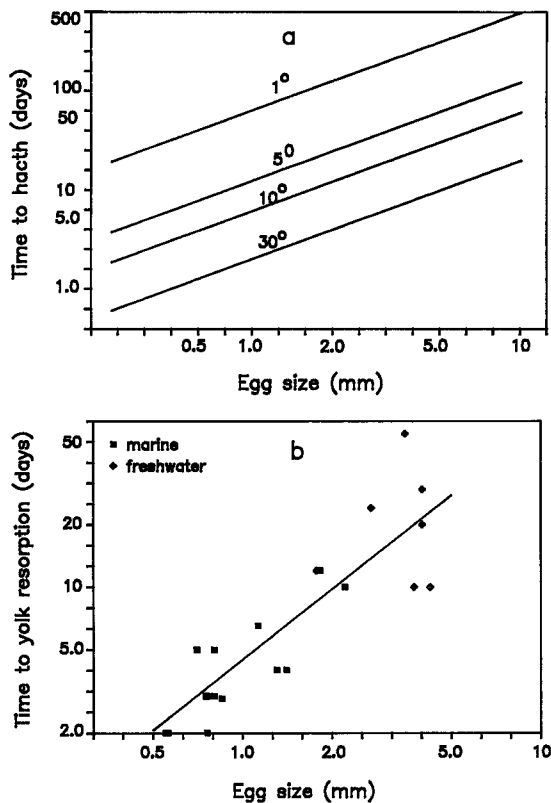 a
Time to hacth (days)
500
100
50
10
5.0
1.0
1°
5°
10°
30°
0.5 1.0 2.0 5.0 10
Egg size (mm)
b
marine
freshwater
Time to yolk resorption (days)
50
20
10
5.0
2.0
0.5 1.0 2.0 5.0 10
Egg size (mm)